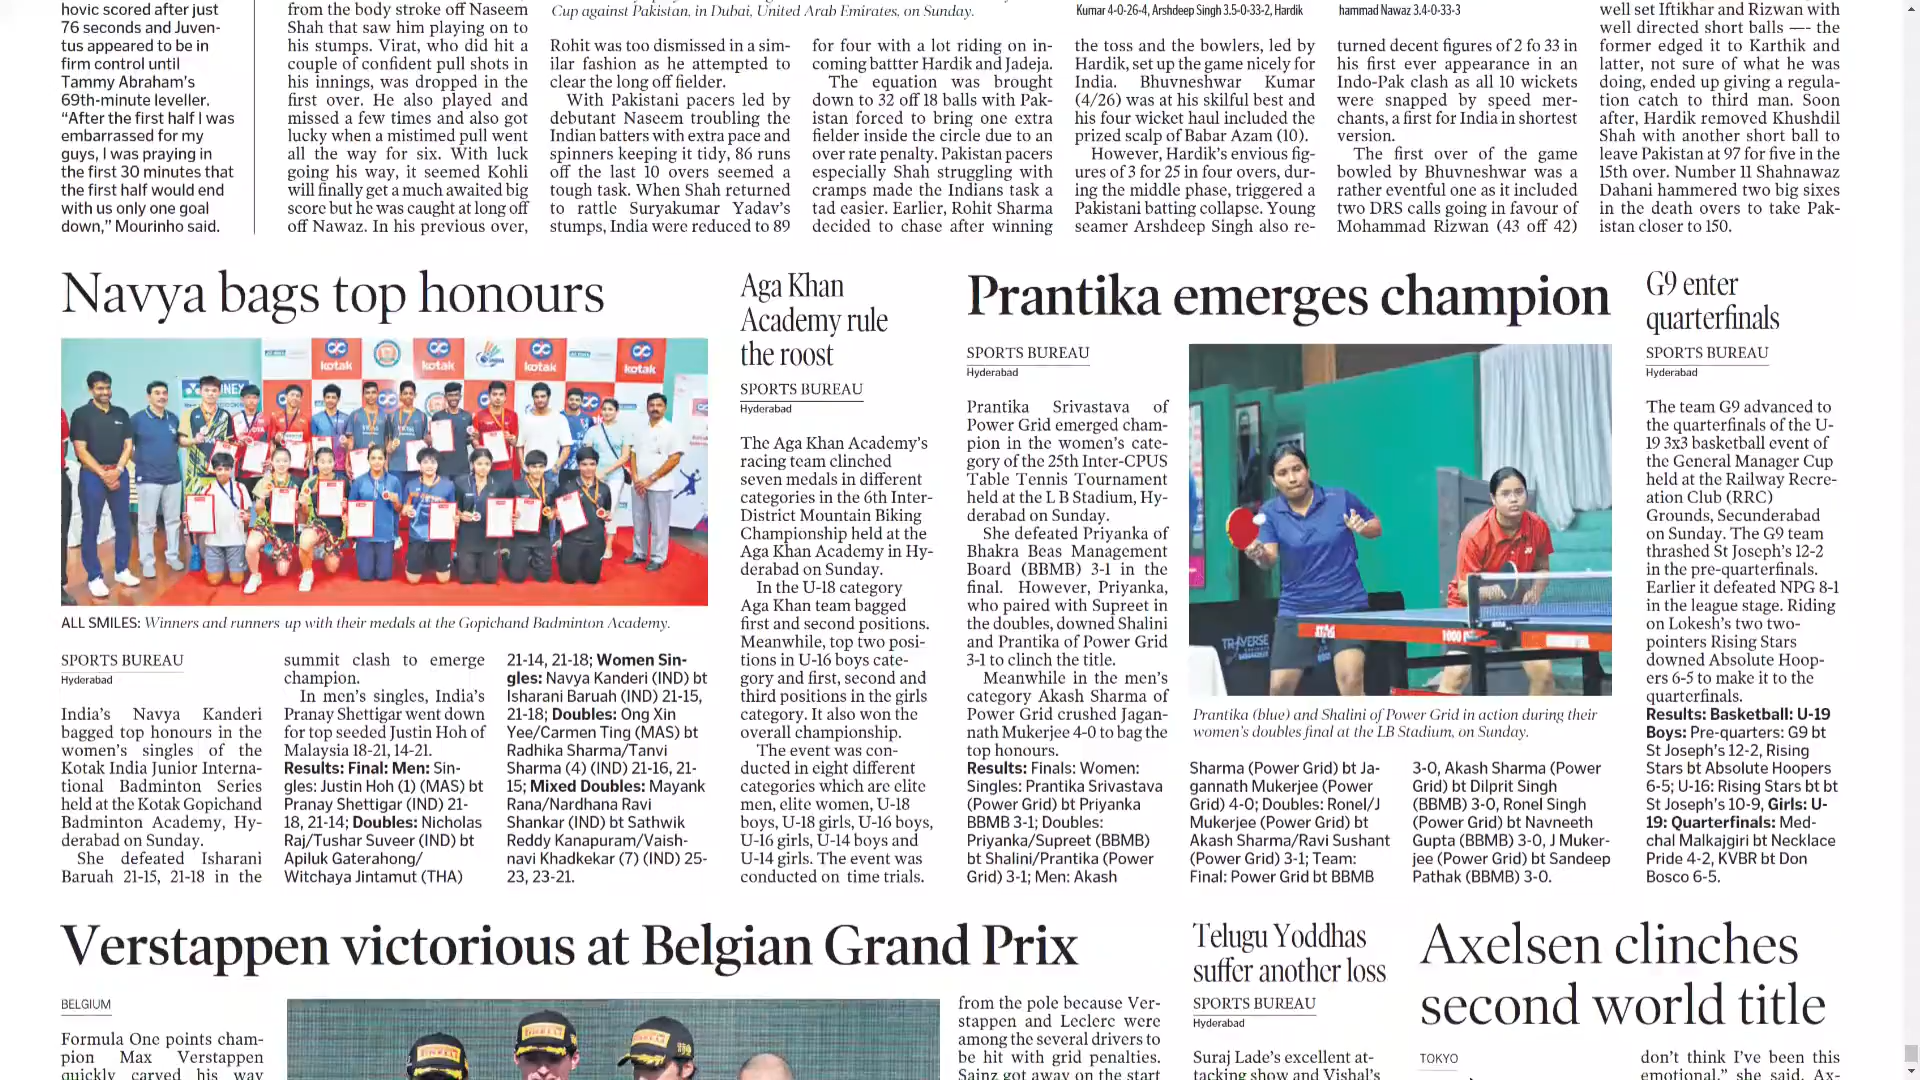 hovic scored after just
76 seconds and Juven-
tus appeared to be in
firm control until
Tammy Abraham's
69th-minute leveller.
“After the first half I was
embarrassed for my
guys, I was praying in
the first 30 minutes that
the first half would end
with us only one goal
down,” Mourinho said.
from the body stroke off Naseem
Shah that saw him playing on to
his stumps. Virat, who did hit a
couple of confident pull shots in
his innings, was dropped in the
first over. He also played and
missed a few times and also got
lucky when a mistimed pull went
all the way for six. With luck
going his way, it seemed Kohli
will finally get a much awaited big
score but he was caught at long off
off Nawaz. In his previous over,
Cup against Pakistan, in Dubai, United Arab Emirates, on Sunday.
Rohit was too dismissed in a sim-
ilar fashion as he attempted to
clear the long off fielder.
With Pakistani pacers led by
debutant Naseem troubling the
Indian batters with extra pace and
spinners keeping it tidy, 86 runs
off the last 10 overs seemed a
tough task. When Shah returned
to rattle Suryakumar Yadav's
stumps, India were reduced to 89
for four with a lot riding on in-
coming battter Hardik and Jadeja.
The equation was brought
down to 32 off 18 balls with Pak-
istan forced to bring one extra
fielder inside the circle due to an
over rate penalty. Pakistan pacers
especially Shah struggling with
cramps made the Indians task a
tad easier. Earlier, Rohit Sharma
decided to chase after winning
Kumar 4-0-26-4, Arshdeep Singh 3.5-0-33-2, Hardik
the toss and the bowlers, led by
Hardik, set up the game nicely for
India. Bhuvneshwar Kumar
(4/26) was at his skilful best and
his four wicket haul included the
prized scalp of Babar Azam (10).
However, Hardik's envious fig-
ures of 3 for 25 in four overs, dur-
ing the middle phase, triggered a
Pakistani batting collapse. Young
seamer Arshdeep Singh also re-
hammad Nawaz 3.4-0-33-3
turned decent figures of 2 fo 33 in
his first ever appearance in an
Indo-Pak clash as all 10 wickets
were snapped by speed mer-
chants, a first for India in shortest
version.
The first over of the game
bowled by Bhuvneshwar was a
rather eventful one as it included
two DRS calls going in favour of
Mohammad Rizwan (43 off 42)
well set Iftikhar and Rizwan with
well directed short balls —- the
former edged it to Karthik and
latter, not sure of what he was
doing, ended up giving a regula-
tion catch to third man. Soon
after, Hardik removed Khushdil
Shah with another short ball to
leave Pakistan at 97 for five in the
15th over. Number 11 Shahnawaz
Dahani hammered two big sixes
in the death overs to take Pak-
istan closer to 150.
Navya bags top honours
kotak
kotak
kotak
kotak
YONEX
ALL SMILES: Winners and runners up with their medals at the Gopichand Badminton Academy.
SPORTS BUREAU
Hyderabad
India's Navya Kanderi
bagged top honours in the
women's singles of the
Kotak India Junior Interna-
tional Badminton Series
held at the Kotak Gopichand
Badminton Academy, Hy-
derabad on Sunday.
She defeated Isharani
Baruah 21-15, 21-18 in the
summit clash to emerge
champion.
In men's singles, India's
Pranay Shettigar went down
for top seeded Justin Hoh of
Malaysia 18-21, 14-21.
Results: Final: Men: Sin-
gles: Justin Hoh (1) (MAS) bt
Pranay Shettigar (IND) 21-
18, 21-14; Doubles: Nicholas
Raj/Tushar Suveer (IND) bt
Apiluk Gaterahong/
Witchaya Jintamut (THA)
21-14, 21-18; Women Sin-
gles: Navya Kanderi (IND) bt
Isharani Baruah (IND) 21-15,
21-18; Doubles: Ong Xin
Yee/Carmen Ting (MAS) bt
Radhika Sharma/Tanvi
Sharma (4) (IND) 21-16, 21-
15; Mixed Doubles: Mayank
Rana/Nardhana Ravi
Shankar (IND) bt Sathwik
Reddy Kanapuram/Vaish-
navi Khadkekar (7) (IND) 25-
23, 23-21.
Aga Khan
Academy rule
the roost
SPORTS BUREAU
Hyderabad
The Aga Khan Academy's
racing team clinched
seven medals in different
categories in the 6th Inter-
District Mountain Biking
Championship held at the
Aga Khan Academy in Hy-
derabad on Sunday.
In the U-18 category
Aga Khan team bagged
first and second positions.
Meanwhile, top two posi-
tions in U-16 boys cate-
gory and first, second and
third positions in the girls
category. It also won the
overall championship.
The event was con-
ducted in eight different
categories which are elite
men, elite women, U-18
boys, U-18 girls, U-16 boys,
U-16 girls, U-14 boys and
U-14 girls. The event was
conducted on time trials.
Prantika emerges champion
SPORTS BUREAU
Hyderabad
Prantika Srivastava of
Power Grid emerged cham-
pion in the women's cate-
gory of the 25th Inter-CPUS
Table Tennis Tournament
held at the L B Stadium, Hy-
derabad on Sunday.
She defeated Priyanka of
Bhakra Beas Management
Board (BBMB) 3-1 in the
final. However, Priyanka,
who paired with Supreet in
the doubles, downed Shalini
and Prantika of Power Grid
3-1 to clinch the title.
Meanwhile in the men's
category Akash Sharma of
Power Grid crushed Jagan-
nath Mukerjee 4-0 to bag the
top honours.
Results: Finals: Women:
Singles: Prantika Srivastava
(Power Grid) bt Priyanka
BBMB 3-1; Doubles:
Priyanka/Supreet (BBMB)
bt Shalini/Prantika (Power
Grid) 3-1; Men: Akash
Prantika (blue) and Shalini of Power Grid in action during their
women's doubles final at the LB Stadium, on Sunday.
Sharma (Power Grid) bt Ja-
gannath Mukerjee (Power
Grid) 4-0; Doubles: Ronel/J
Mukerjee (Power Grid) bt
Akash Sharma/Ravi Sushant
(Power Grid) 3-1; Team:
Final: Power Grid bt BBMB
3-0, Akash Sharma (Power
Grid) bt Dilprit Singh
(BBMB) 3-0, Ronel Singh
(Power Grid) bt Navneeth
Gupta (BBMB) 3-0, J Muker-
jee (Power Grid) bt Sandeep
Pathak (BBMB) 3-0.
G9 enter
quarterfinals
SPORTS BUREAU
Hyderabad
The team G9 advanced to
the quarterfinals of the U-
19 3x3 basketball event of
the General Manager Cup
held at the Railway Recre-
ation Club (RRC)
Grounds, Secunderabad
on Sunday. The G9 team
thrashed St Joseph's 12-2
in the pre-quarterfinals.
Earlier it defeated NPG 8-1
in the league stage. Riding
on Lokesh's two two-
pointers Rising Stars
downed Absolute Hoop-
ers 6-5 to make it to the
quarterfinals.
Results: Basketball: U-19
Boys: Pre-quarters: G9 bt
St Joseph's 12-2, Rising
Stars bt Absolute Hoopers
6-5; U-16: Rising Stars bt bt
St Joseph's 10-9, Girls: U-
19: Quarterfinals: Med-
chal Malkajgiri bt Necklace
Pride 4-2, KVBR bt Don
Bosco 6-5.
Verstappen victorious at Belgian Grand Prix
BELGIUM
Formula One points cham-
pion Max Verstappen
quickly carved his way
from the pole because Ver-
stappen and Leclerc were
among the several drivers to
be hit with grid penalties.
Sainz got away on the start
Telugu Yoddhas
suffer another loss
SPORTS BUREAU
Hyderabad
Suraj Lade's excellent at-
tacking show and Vishal's
Axelsen clinches
second world title
TOKYO
don't think I've been this
emotional,” she said. Ax-